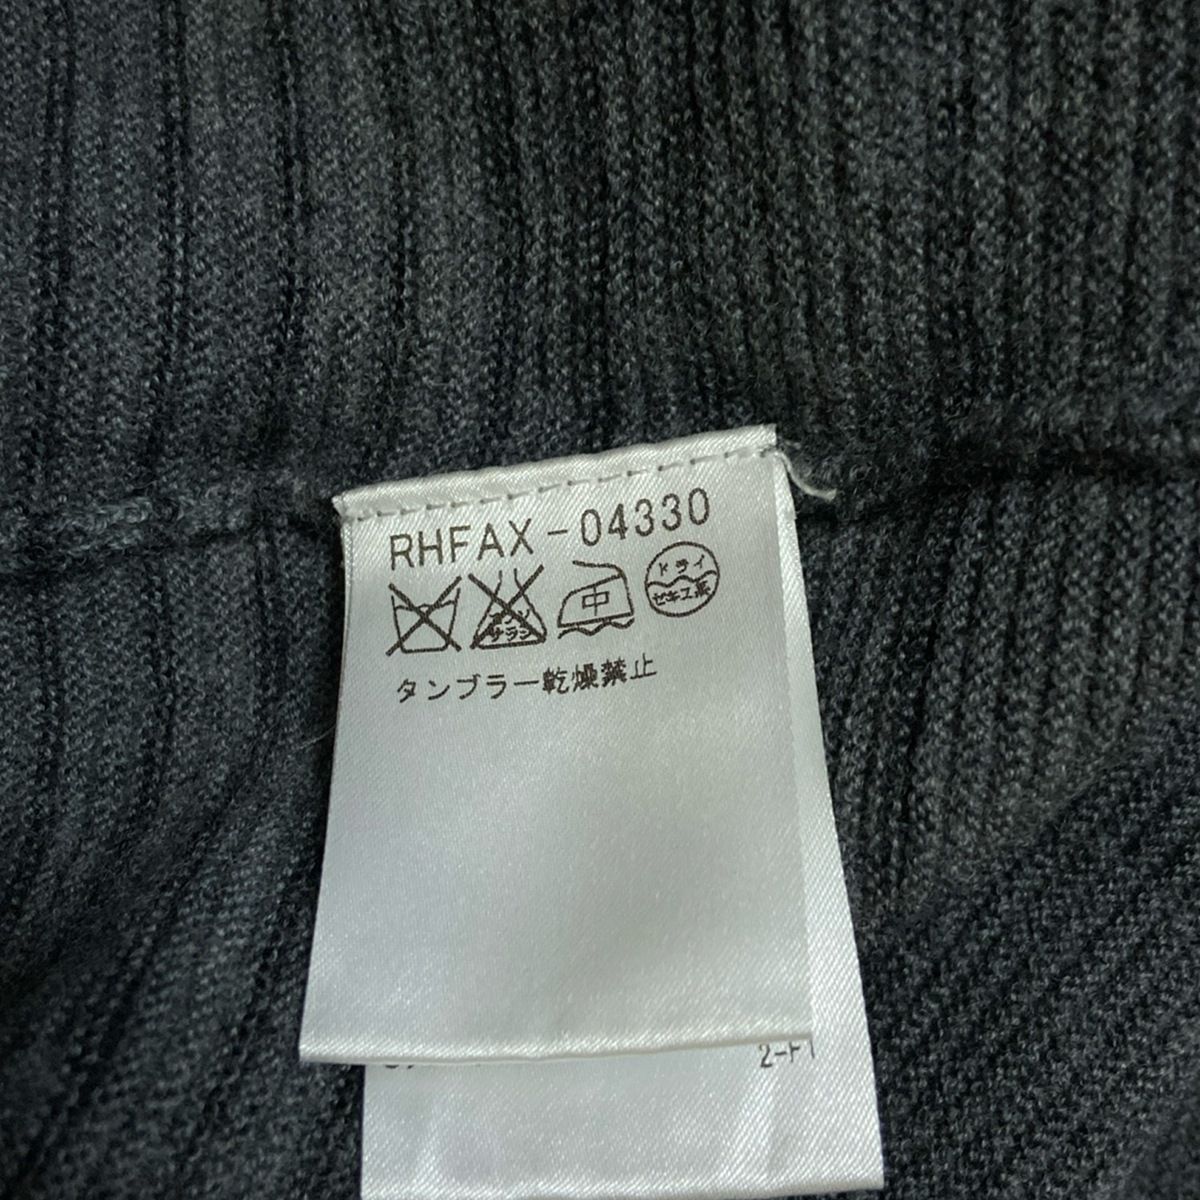 RHFAX-04330
エンソ サラシ 中 ドライ セキユ系
タンブラー乾燥禁止